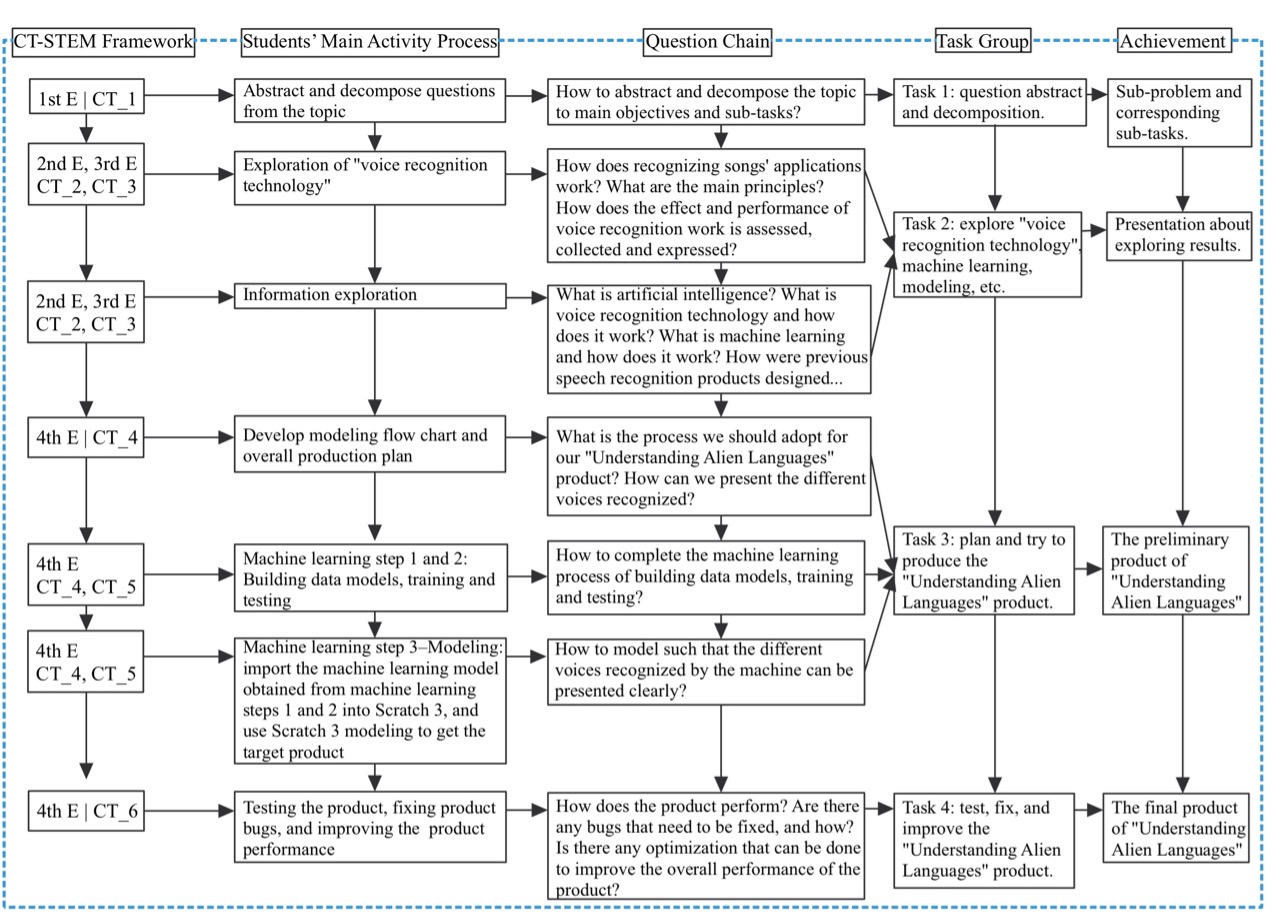 CT-STEM Framework
Students’ Main Activity Process
Question Chain
Task Group
Achievement
1st E | CT_1
Abstract and decompose questions
from the topic
How to abstract and decompose the topic
to main objectives and sub-tasks?
Task 1: question abstract
and decomposition.
Sub-problem and
corresponding
sub-tasks.
2nd E, 3rd E
CT_2, CT_3
Exploration of "voice recognition
technology"
How does recognizing songs' applications
work? What are the main principles?
How does the effect and performance of
voice recognition work is assessed,
collected and expressed?
Task 2: explore "voice
recognition technology",
machine learning,
modeling, etc.
Presentation about
exploring results.
2nd E, 3rd E
CT_2, CT_3
Information exploration
What is artificial intelligence? What is
voice recognition technology and how
does it work? What is machine learning
and how does it work? How were previous
speech recognition products designed...
4th E | CT_4
Develop modeling flow chart and
overall production plan
What is the process we should adopt for
our "Understanding Alien Languages"
product? How can we present the different
voices recognized?
4th E
CT_4, CT_5
Machine learning step 1 and 2:
Building data models, training and
testing
How to complete the machine learning
process of building data models, training
and testing?
Task 3: plan and try to
produce the
"Understanding Alien
Languages" product.
The preliminary
product of
"Understanding
Alien Languages"
4th E
CT_4, CT_5
Machine learning step 3–Modeling:
import the machine learning model
obtained from machine learning
steps 1 and 2 into Scratch 3, and
use Scratch 3 modeling to get the
target product
How to model such that the different
voices recognized by the machine can be
presented clearly?
4th E | CT_6
Testing the product, fixing product
bugs, and improving the product
performance
How does the product perform? Are there
any bugs that need to be fixed, and how?
Is there any optimization that can be done
to improve the overall performance of the
product?
Task 4: test, fix, and
improve the
"Understanding Alien
Languages" product.
The final product
of "Understanding
Alien Languages"